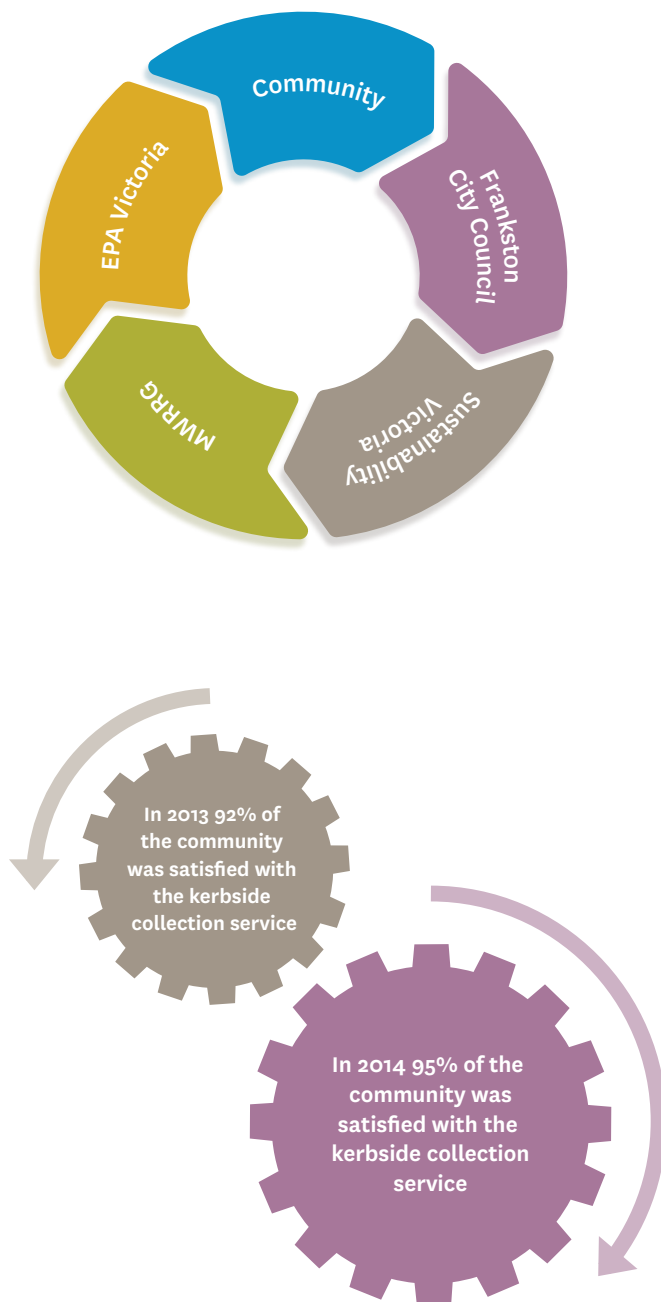 Community
Frankston
City Council
Sustainability
Victoria
MWRRG
EPA Victoria
In 2013 92% of
the community
was satisfied with
the kerbside
collection service
In 2014 95% of the
community was
satisfied with the
kerbside collection
service